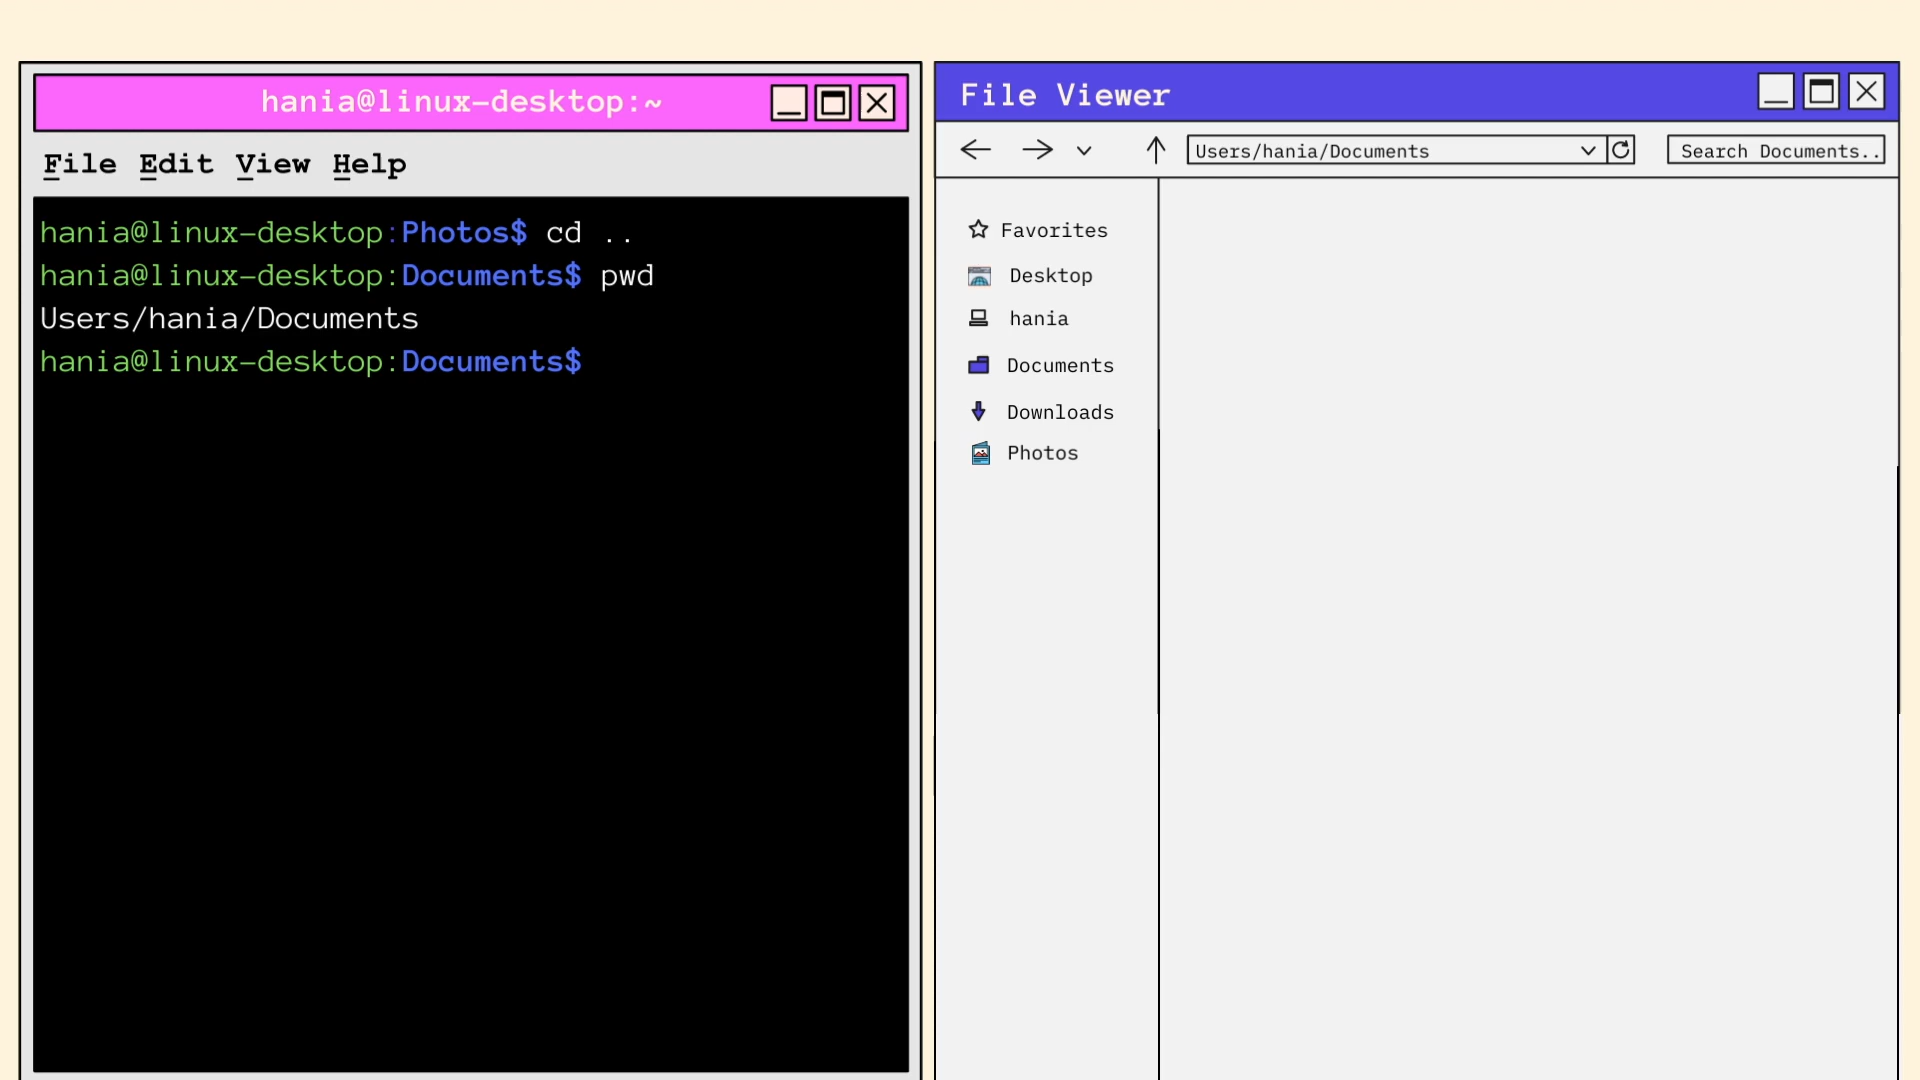 hania@linux-desktop:~
File Edit View Help
hania@linux-desktop:Photos$ cd ..
hania@linux-desktop:Documents$ pwd
Users/hania/Documents
hania@linux-desktop:Documents$
File Viewer
Users/hania/Documents
Search Documents..
Favorites
Desktop
hania
Documents
Downloads
Photos